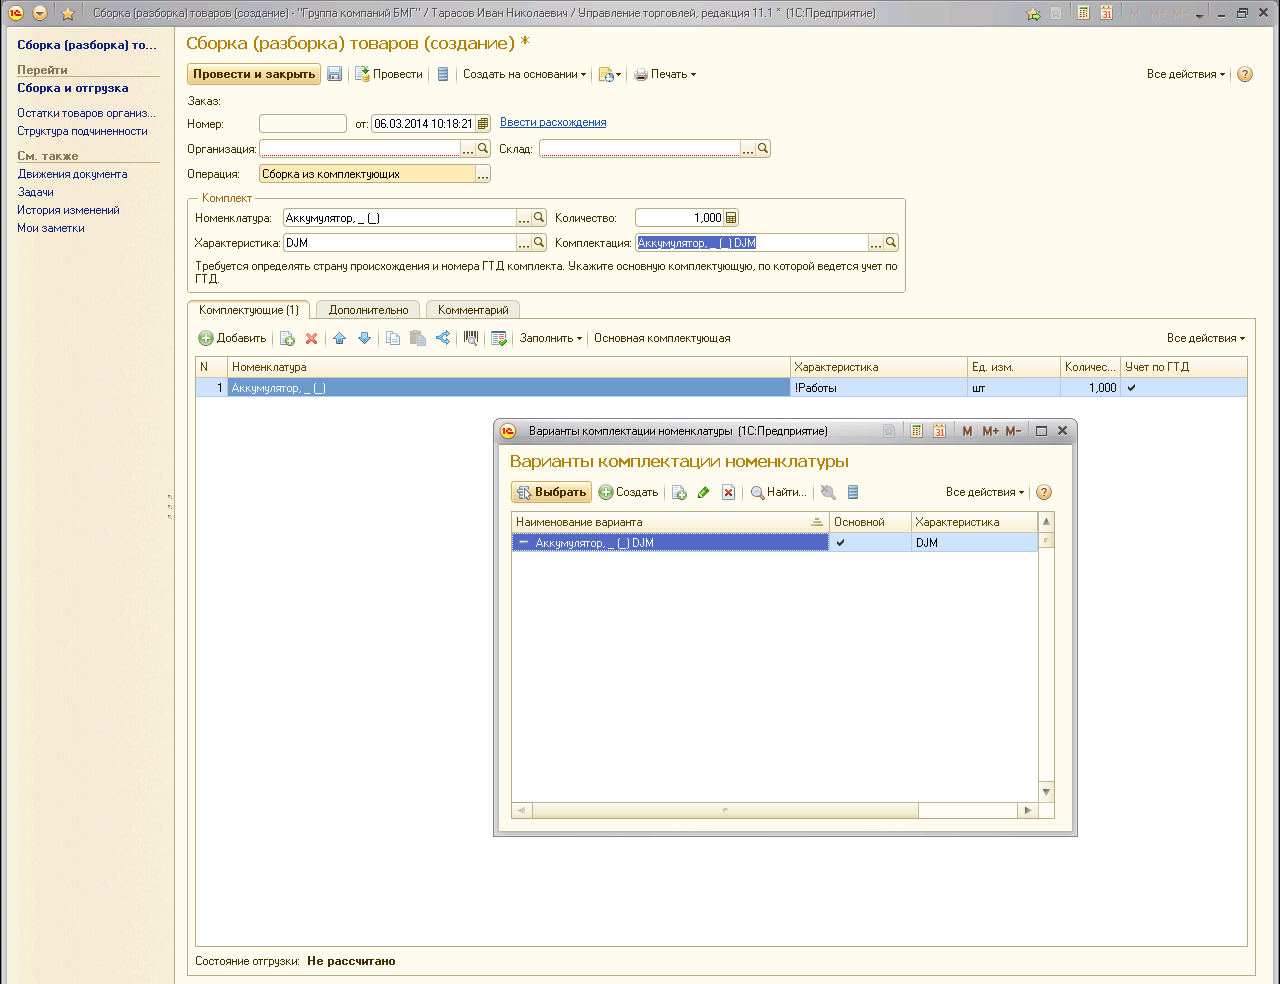 Сборка (разборка) товаров (создание) - "Группа компаний БМГ" / Тарасов Иван Николаевич / Управление торговлей, редакция 11.1 * (1С:Предприятие)
31 M M+ M-
Сборка (разборка) то...
Перейти
Сборка и отгрузка
Остатки товаров организ...
Структура подчиненности
См. также
Движения документа
Задачи
История изменений
Мои заметки
Сборка (разборка) товаров (создание) *
Провести и закрыть Провести Создать на основании Печать Все действия ?
Заказ:
Номер: от: 06.03.2014 10:18:21 Ввести расхождения
Организация: ... Склад: ...
Операция: Сборка из комплектующих ...
Комплект
Номенклатура: Аккумулятор, _ (_) ... Количество: 1,000
Характеристика: DJM ... Комплектация: Аккумулятор, _ (_) DJM ...
Требуется определять страну происхождения и номера ГТД комплекта. Укажите основную комплектующую, по которой ведется учет по
ГТД.
Комплектующие (1) Дополнительно Комментарий
Добавить Заполнить Основная комплектующая Все действия
N Номенклатура Характеристика Ед. изм. Количес... Учет по ГТД
1 Аккумулятор, _ (_) !Работы шт 1,000
Варианты комплектации номенклатуры (1С:Предприятие) 31 M M+ M-
Варианты комплектации номенклатуры
Выбрать Создать Найти... Все действия ?
Наименование варианта Основной Характеристика
Аккумулятор, _ (_) DJM DJM
Состояние отгрузки: Не рассчитано